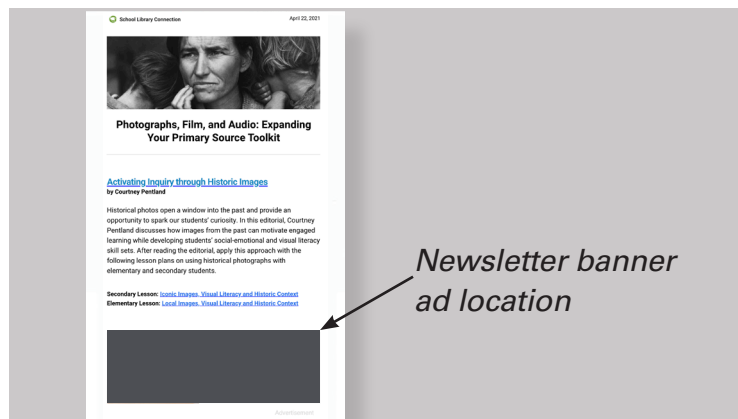 School Library Connection
April 22, 2021
Photographs, Film, and Audio: Expanding
Your Primary Source Toolkit
Activating Inquiry through Historic Images
by Courtney Pentland
Historical photos open a window into the past and provide an
opportunity to spark our students' curiosity. In this editorial, Courtney
Pentland discusses how images from the past can motivate engaged
learning while developing students' social-emotional and visual literacy
skill sets. After reading the editorial, apply this approach with the
following lesson plans on using historical photographs with
elementary and secondary students.
Secondary Lesson: Iconic Images, Visual Literacy and Historic Context
Elementary Lesson: Local Images, Visual Literacy and Historic Context
Newsletter banner
ad location
Advertisement